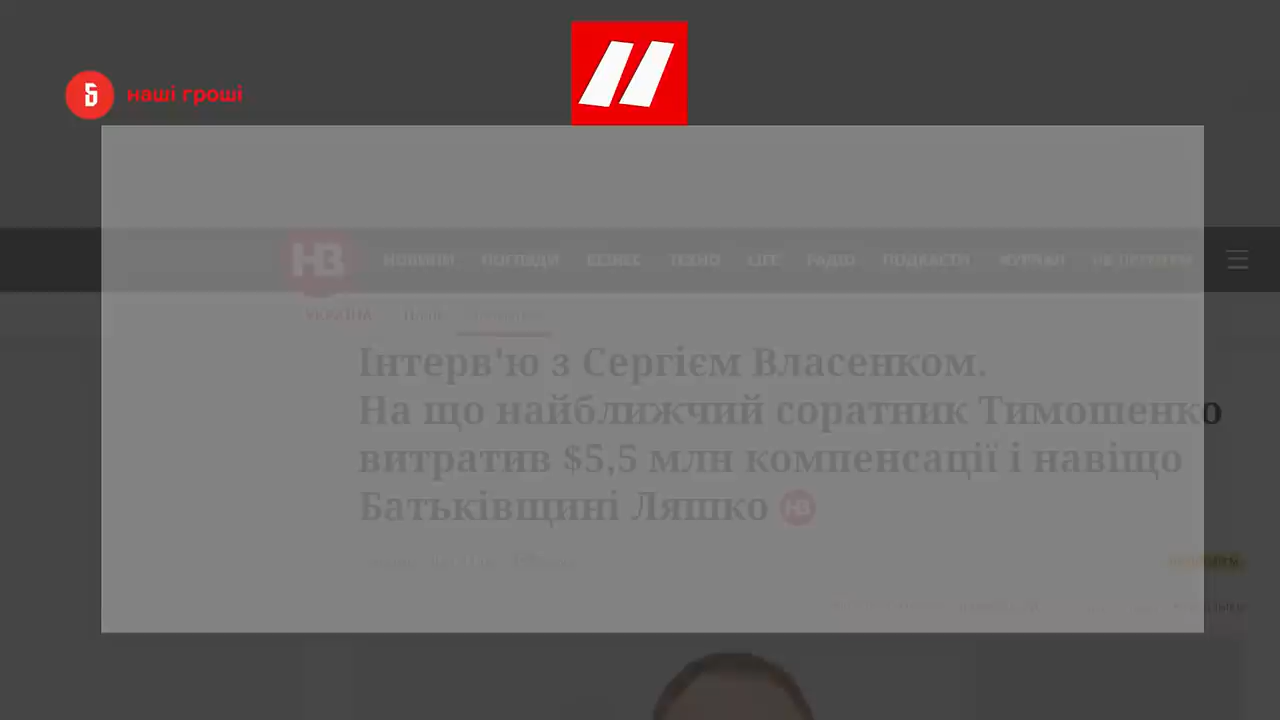 наші гроші
НВ
НОВИНИ ПОГЛЯДИ БІЗНЕС ТЕХНО LIFE РАДІО ПОДКАСТИ ЖУРНАЛ
УКРАЇНА
Інтерв'ю з Сергієм Власенком.
На що найближчий соратник Тимошенко
витратив $5,5 млн компенсації і навіщо
Батьківщині Ляшко НВ